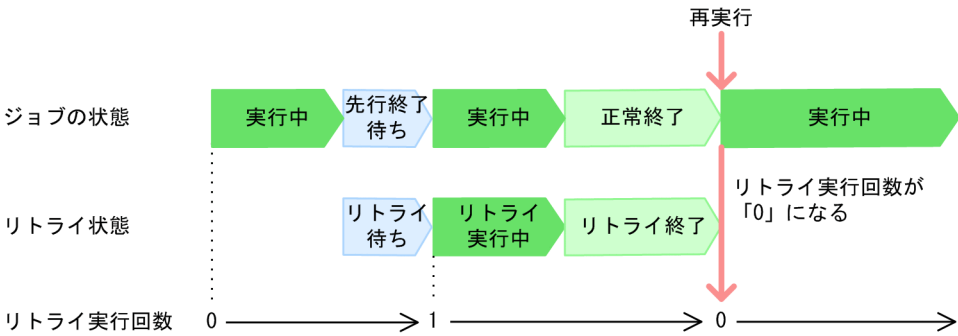 再実行
ジョブの状態
実行中
先行終了
待ち
実行中
正常終了
実行中
リトライ実行回数が
「0」になる
リトライ状態
リトライ
待ち
リトライ
実行中
リトライ終了
リトライ実行回数
0
1
0